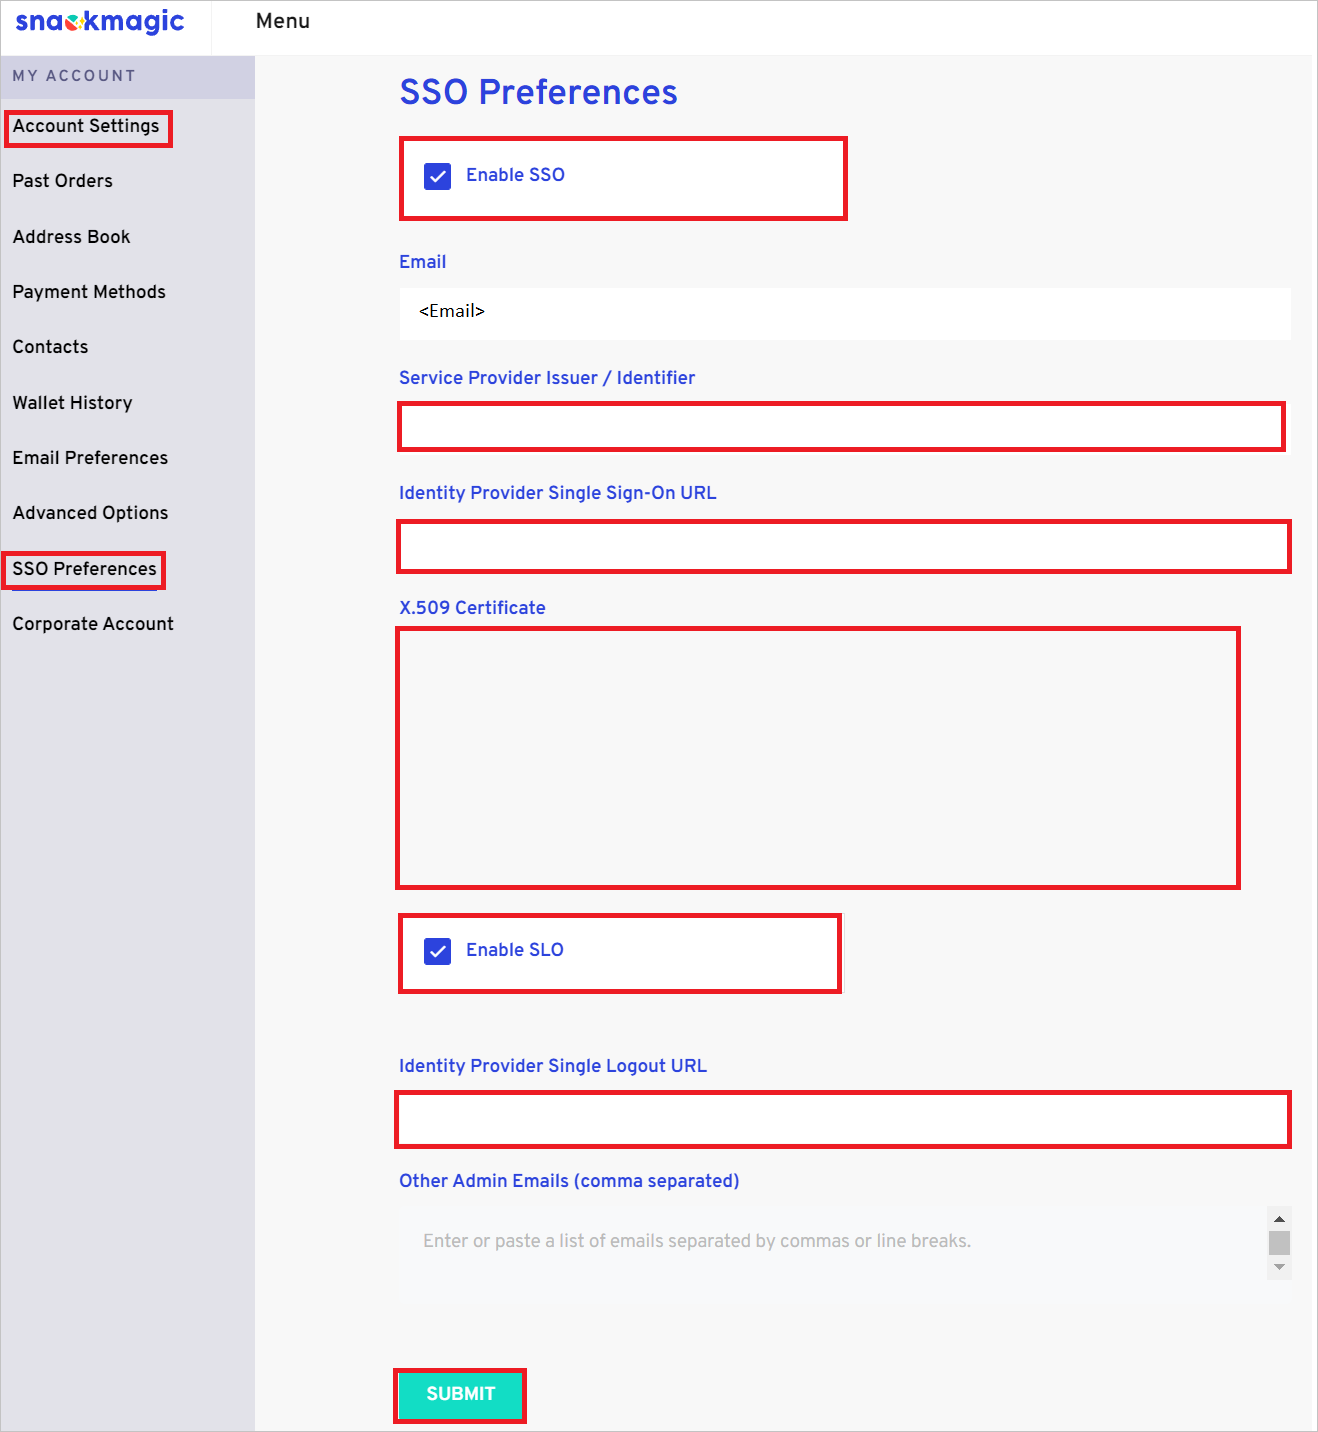 snackmagic
Menu
MY ACCOUNT
Account Settings
Past Orders
Address Book
Payment Methods
Contacts
Wallet History
Email Preferences
Advanced Options
SSO Preferences
Corporate Account
SSO Preferences
Enable SSO
Email
<Email>
Service Provider Issuer / Identifier
Identity Provider Single Sign-On URL
X.509 Certificate
Enable SLO
Identity Provider Single Logout URL
Other Admin Emails (comma separated)
Enter or paste a list of emails separated by commas or line breaks.
SUBMIT